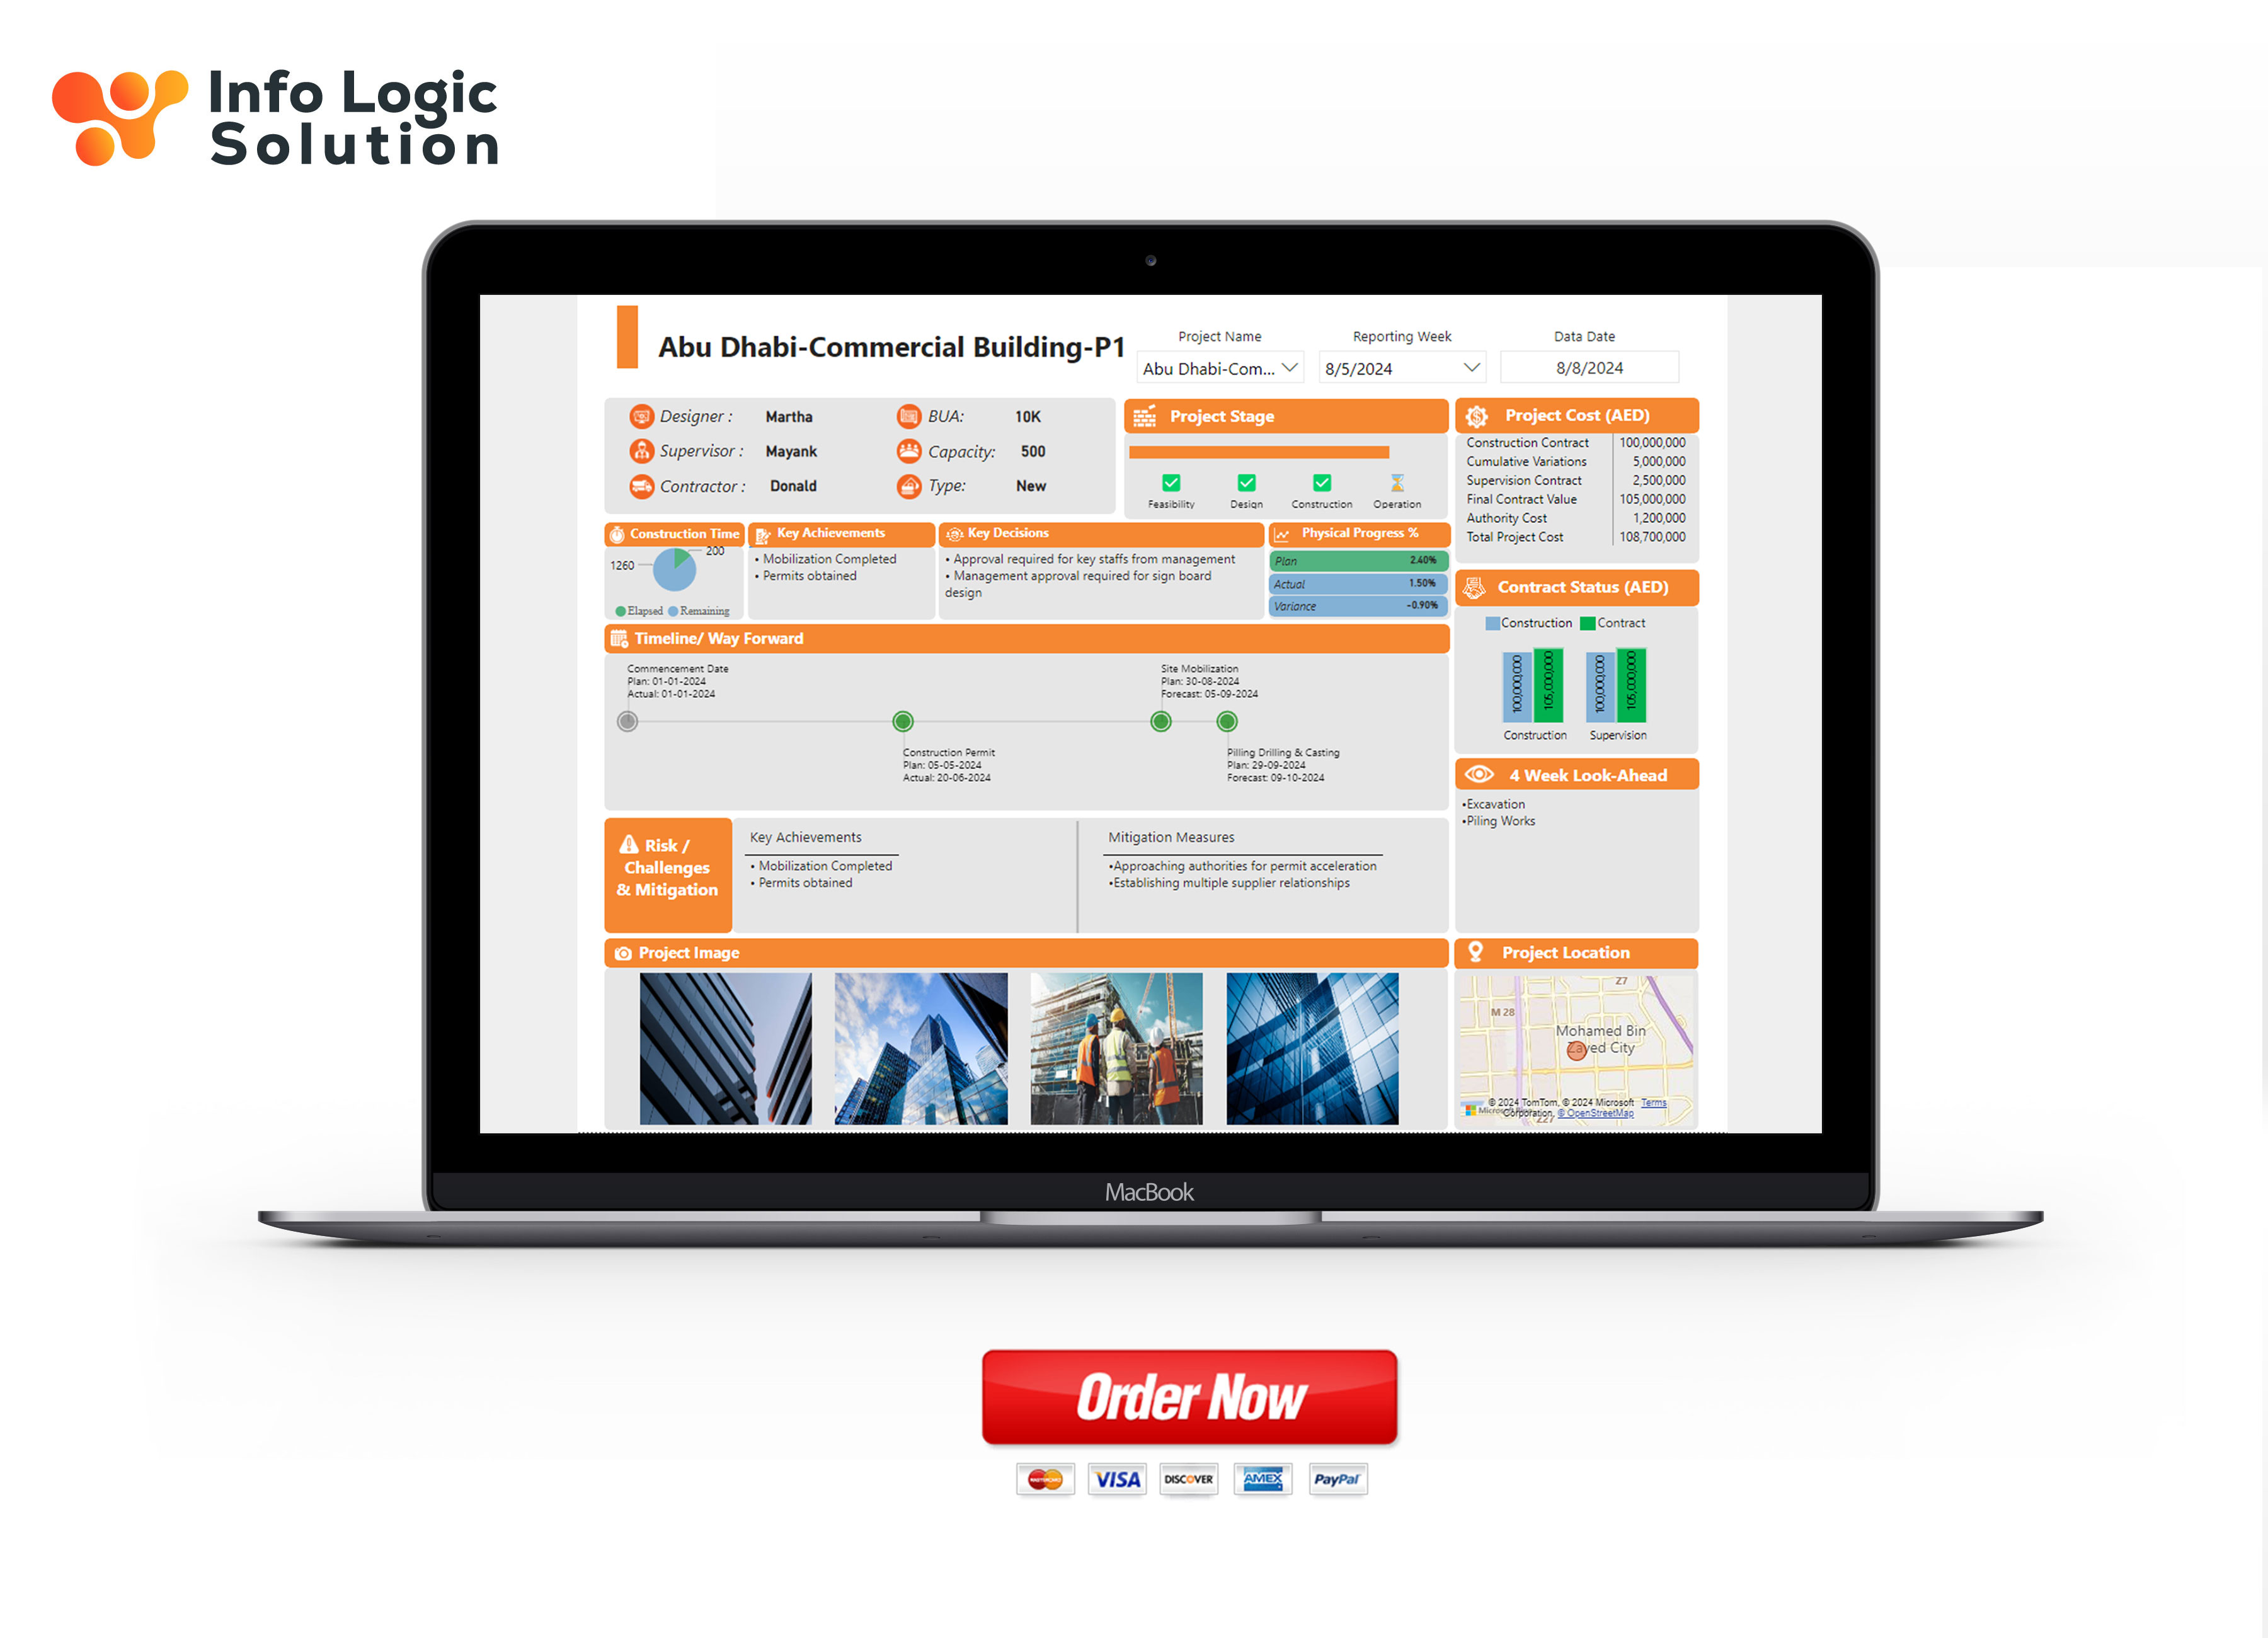 Info Logic
Solution
Abu Dhabi-Commercial Building-P1
Project Name
Reporting Week
Data Date
Abu Dhabi-Com...
8/5/2024
8/8/2024
Designer : Martha
BUA: 10K
Supervisor : Mayank
Capacity: 500
Contractor : Donald
Type: New
Project Stage
Feasibility Design Construction Operation
Project Cost (AED)
Construction Contract 100,000,000
Cumulative Variations 5,000,000
Supervision Contract 2,500,000
Final Contract Value 105,000,000
Authority Cost 1,200,000
Total Project Cost 108,700,000
Construction Time
200
1260
Elapsed Remaining
Key Achievements
• Mobilization Completed
• Permits obtained
Key Decisions
• Approval required for key staffs from management
• Management approval required for sign board
design
Physical Progress %
Plan 2.40%
Actual 1.50%
Variance -0.90%
Contract Status (AED)
Construction Contract
100,000,000 105,000,000 100,000,000 105,000,000
Construction Supervision
Timeline/ Way Forward
Commencement Date
Plan: 01-01-2024
Actual: 01-01-2024
Site Mobilization
Plan: 30-08-2024
Forecast: 05-09-2024
Construction Permit
Plan: 05-05-2024
Actual: 20-06-2024
Pilling Drilling & Casting
Plan: 29-09-2024
Forecast: 09-10-2024
4 Week Look-Ahead
•Excavation
•Piling Works
Risk /
Challenges
& Mitigation
Key Achievements
• Mobilization Completed
• Permits obtained
Mitigation Measures
•Approaching authorities for permit acceleration
•Establishing multiple supplier relationships
Project Image
Project Location
Z7
M 28
Mohamed Bin
Zayed City
© 2024 TomTom, © 2024 Microsoft Terms
Corporation, © OpenStreetMap
Z27
MacBook
Order Now
VISA
DISCOVER
AMEX
PayPal